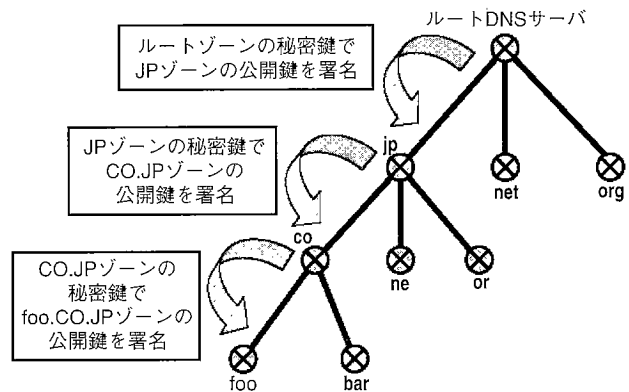 ルートDNSサーバ
ルートゾーンの秘密鍵で
JPゾーンの公開鍵を署名
jp
net
org
JPゾーンの秘密鍵で
CO.JPゾーンの
公開鍵を署名
co
ne
or
CO.JPゾーンの
秘密鍵で
foo.CO.JPゾーンの
公開鍵を署名
foo
bar